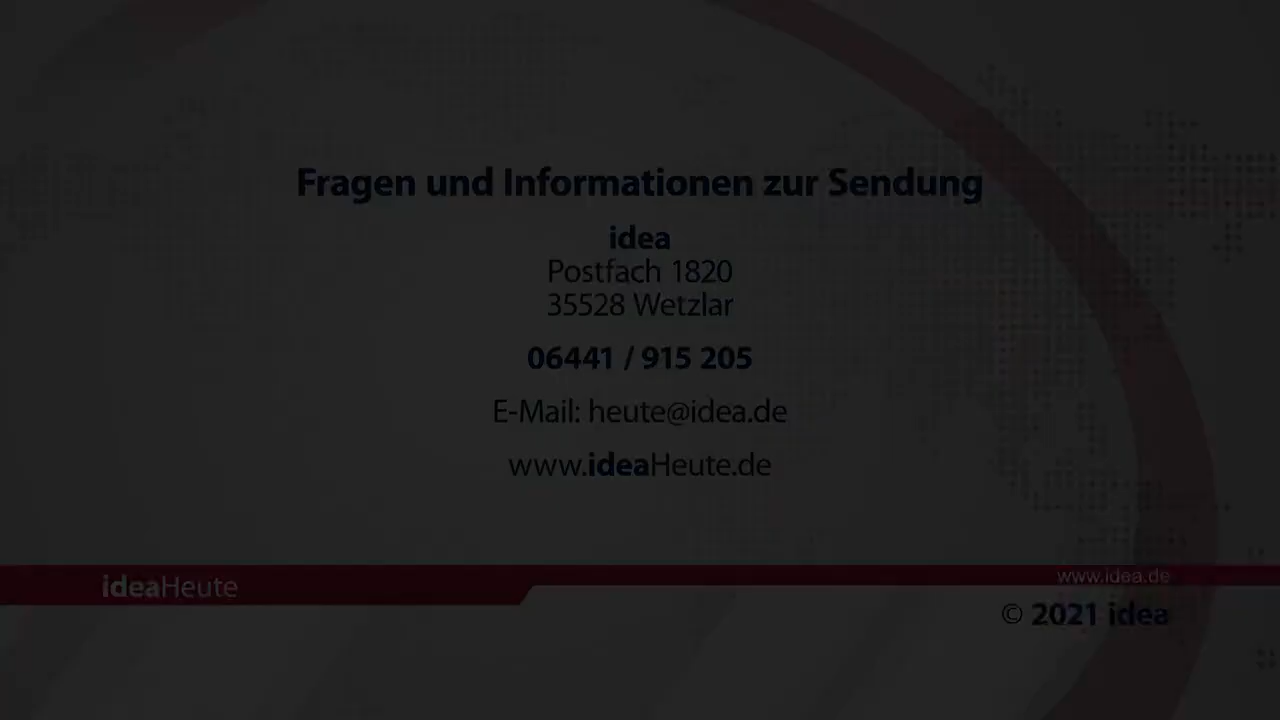 Fragen und Informationen zur Sendung
idea
Postfach 1820
35528 Wetzlar
06441 / 915 205
E-Mail: heute@idea.de
www.ideaHeute.de
ideaHeute
www.idea.de
© 2021 idea